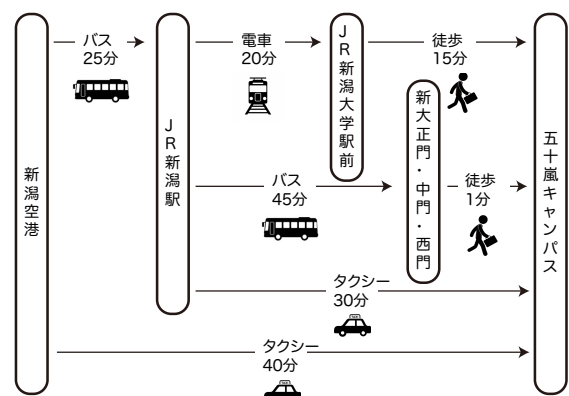 新潟空港
バス
25分
JR新潟駅
電車
20分
JR新潟大学駅前
徒歩
15分
バス
45分
新大正門・中門・西門
徒歩
1分
タクシー
30分
タクシー
40分
五十嵐キャンパス